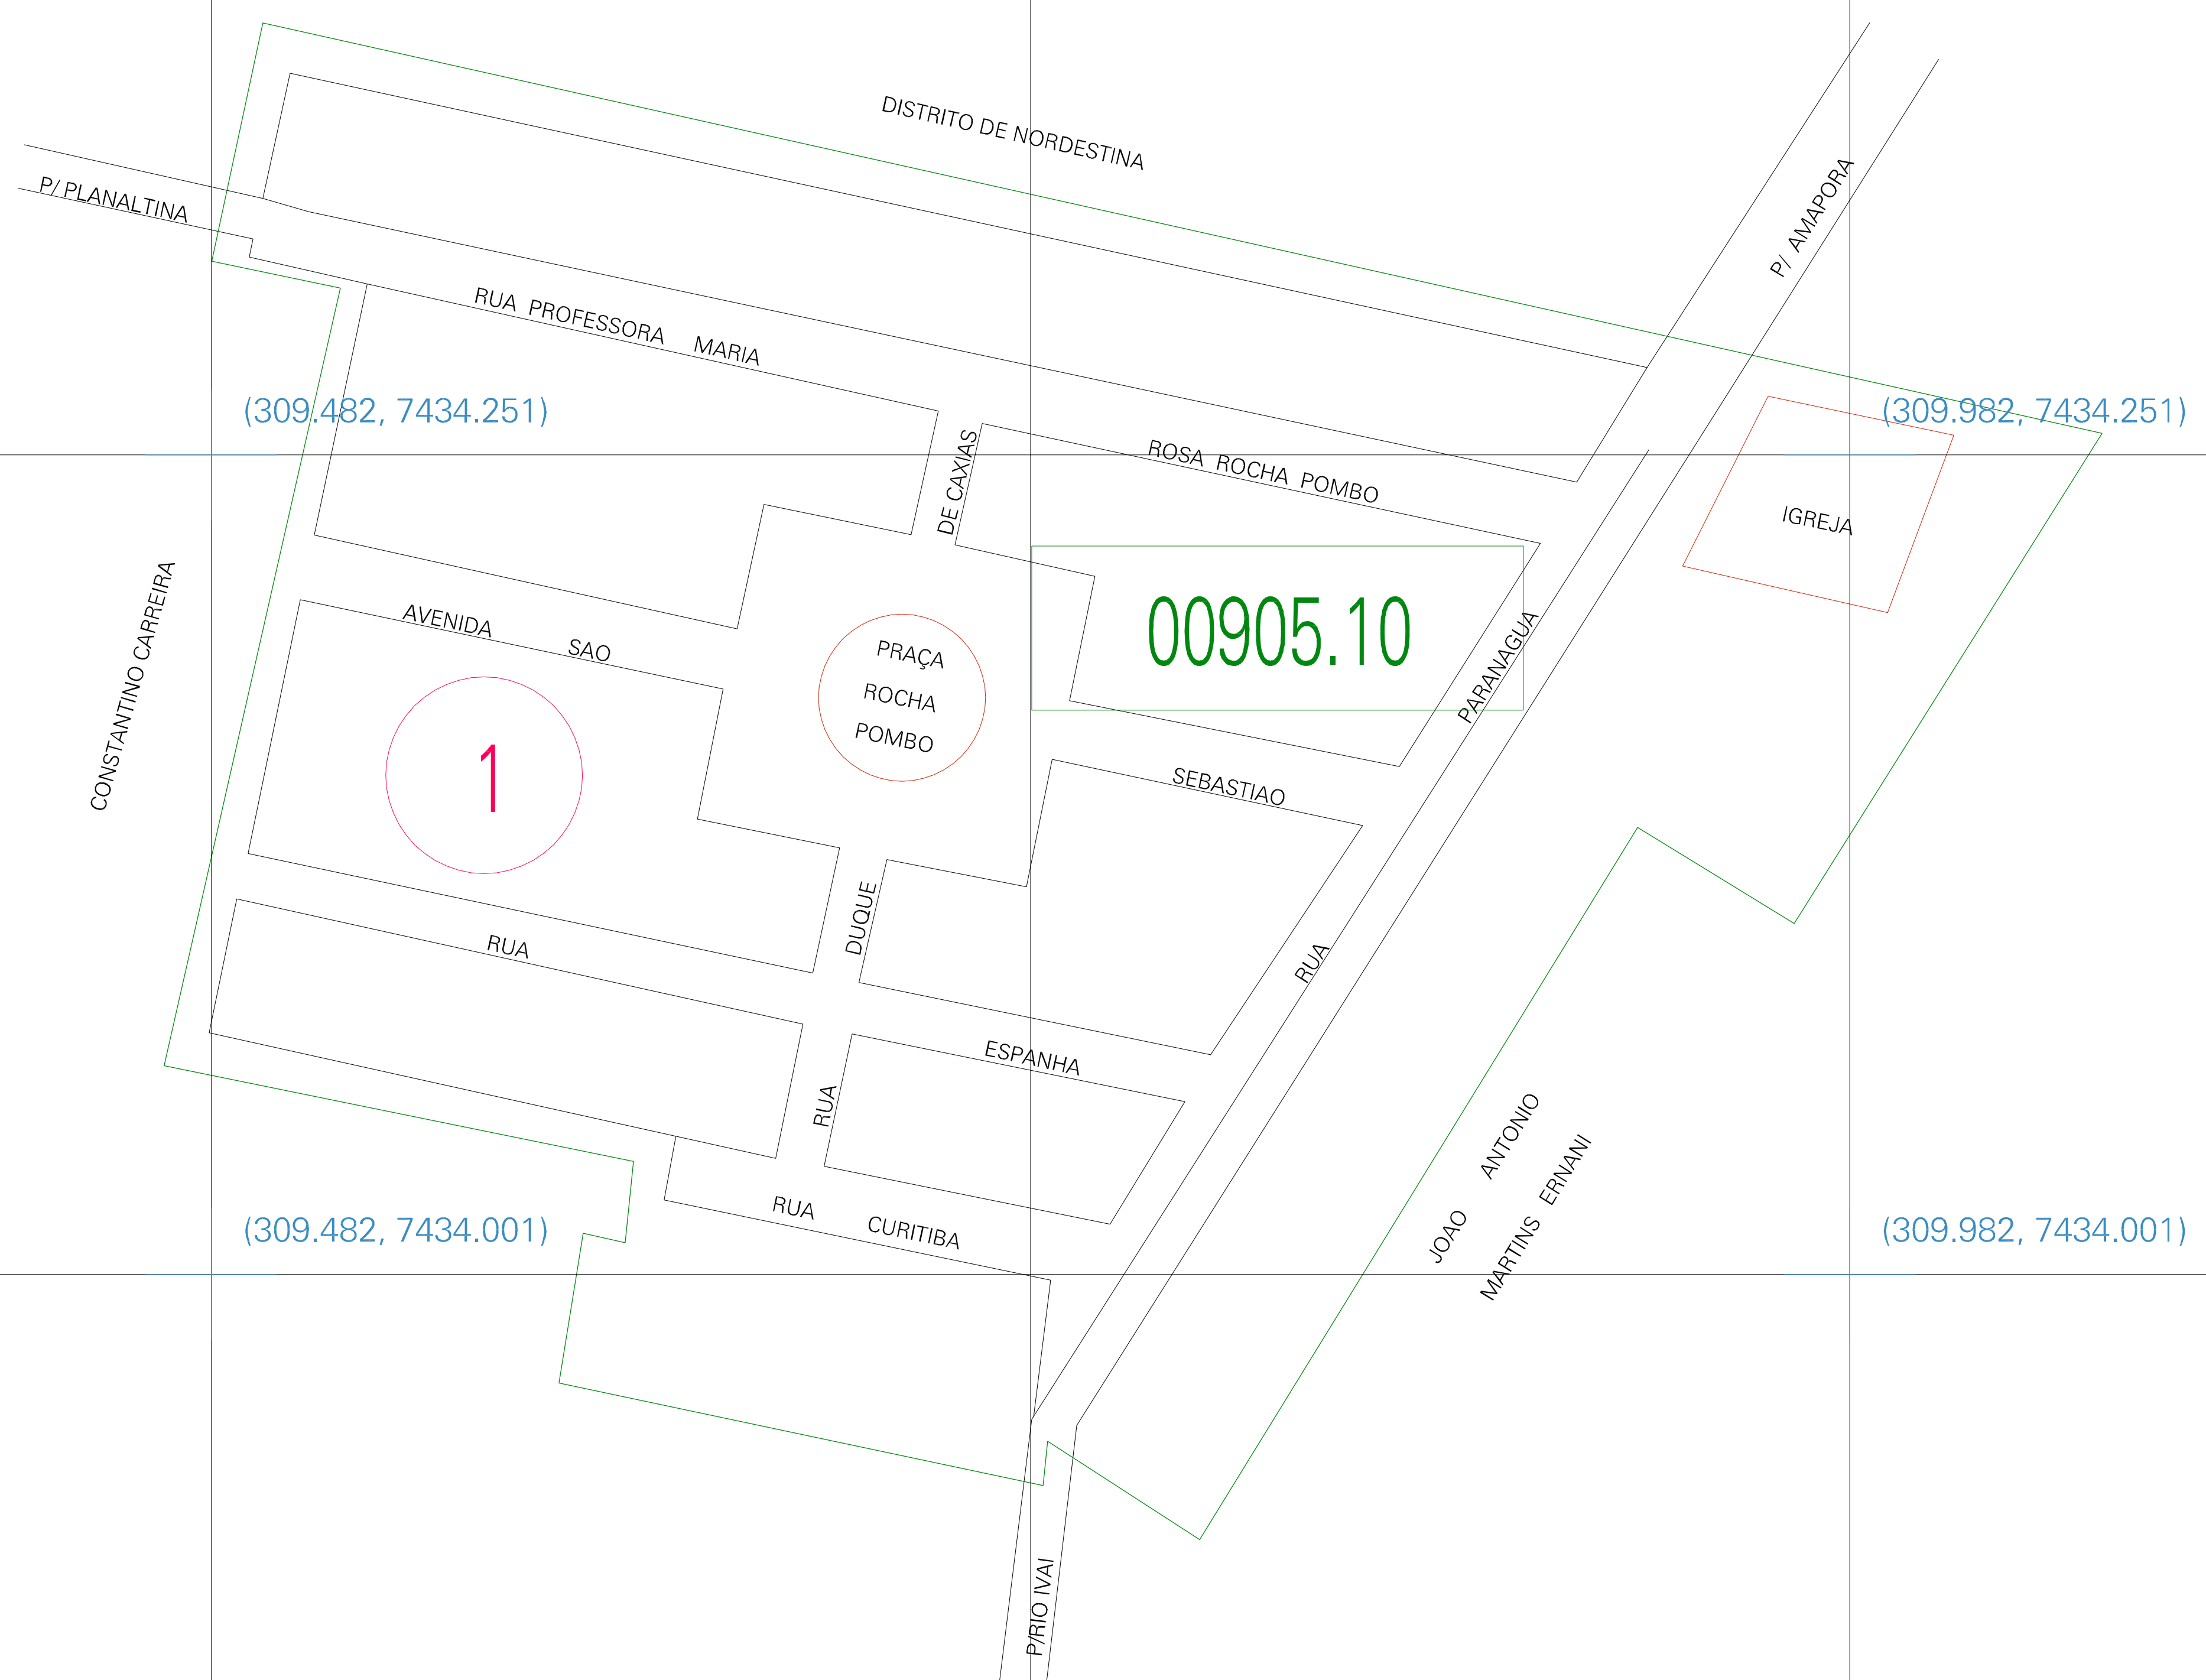 DISTRITO DE NORDESTINA
P/ PLANALTINA
P/ AMAPORA
RUA PROFESSORA MARIA
ROSA ROCHA POMBO
(309.482, 7434.251)
(309.982, 7434.251)
DE CAXIAS
IGREJA
CONSTANTINO CARREIRA
AVENIDA SAO
SEBASTIAO
PRAÇA
ROCHA
POMBO
00905.10
PARANAGUA
1
DUQUE
RUA
RUA
ESPANHA
RUA
RUA CURITIBA
JOAO ANTONIO
MARTINS ERNANI
(309.482, 7434.001)
(309.982, 7434.001)
P/RIO IVAI